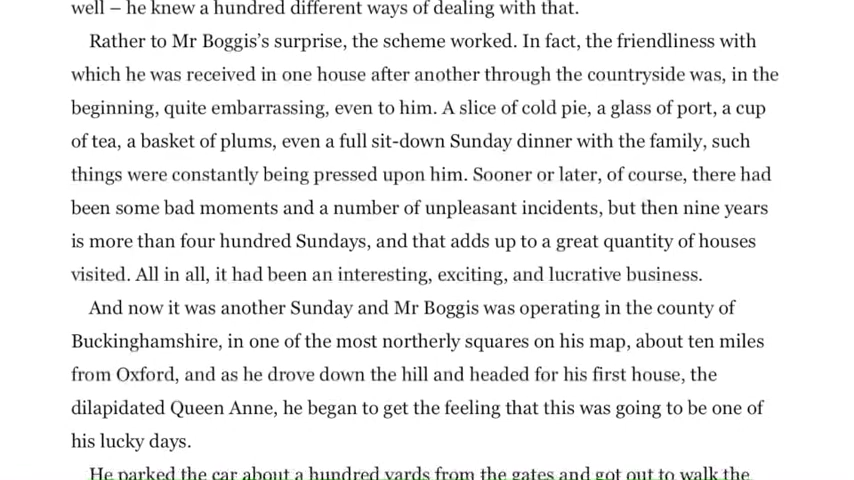 well – he knew a hundred different ways of dealing with that.
Rather to Mr Boggis’s surprise, the scheme worked. In fact, the friendliness with
which he was received in one house after another through the countryside was, in the
beginning, quite embarrassing, even to him. A slice of cold pie, a glass of port, a cup
of tea, a basket of plums, even a full sit-down Sunday dinner with the family, such
things were constantly being pressed upon him. Sooner or later, of course, there had
been some bad moments and a number of unpleasant incidents, but then nine years
is more than four hundred Sundays, and that adds up to a great quantity of houses
visited. All in all, it had been an interesting, exciting, and lucrative business.
And now it was another Sunday and Mr Boggis was operating in the county of
Buckinghamshire, in one of the most northerly squares on his map, about ten miles
from Oxford, and as he drove down the hill and headed for his first house, the
dilapidated Queen Anne, he began to get the feeling that this was going to be one of
his lucky days.
He parked the car about a hundred yards from the gates and got out to walk the